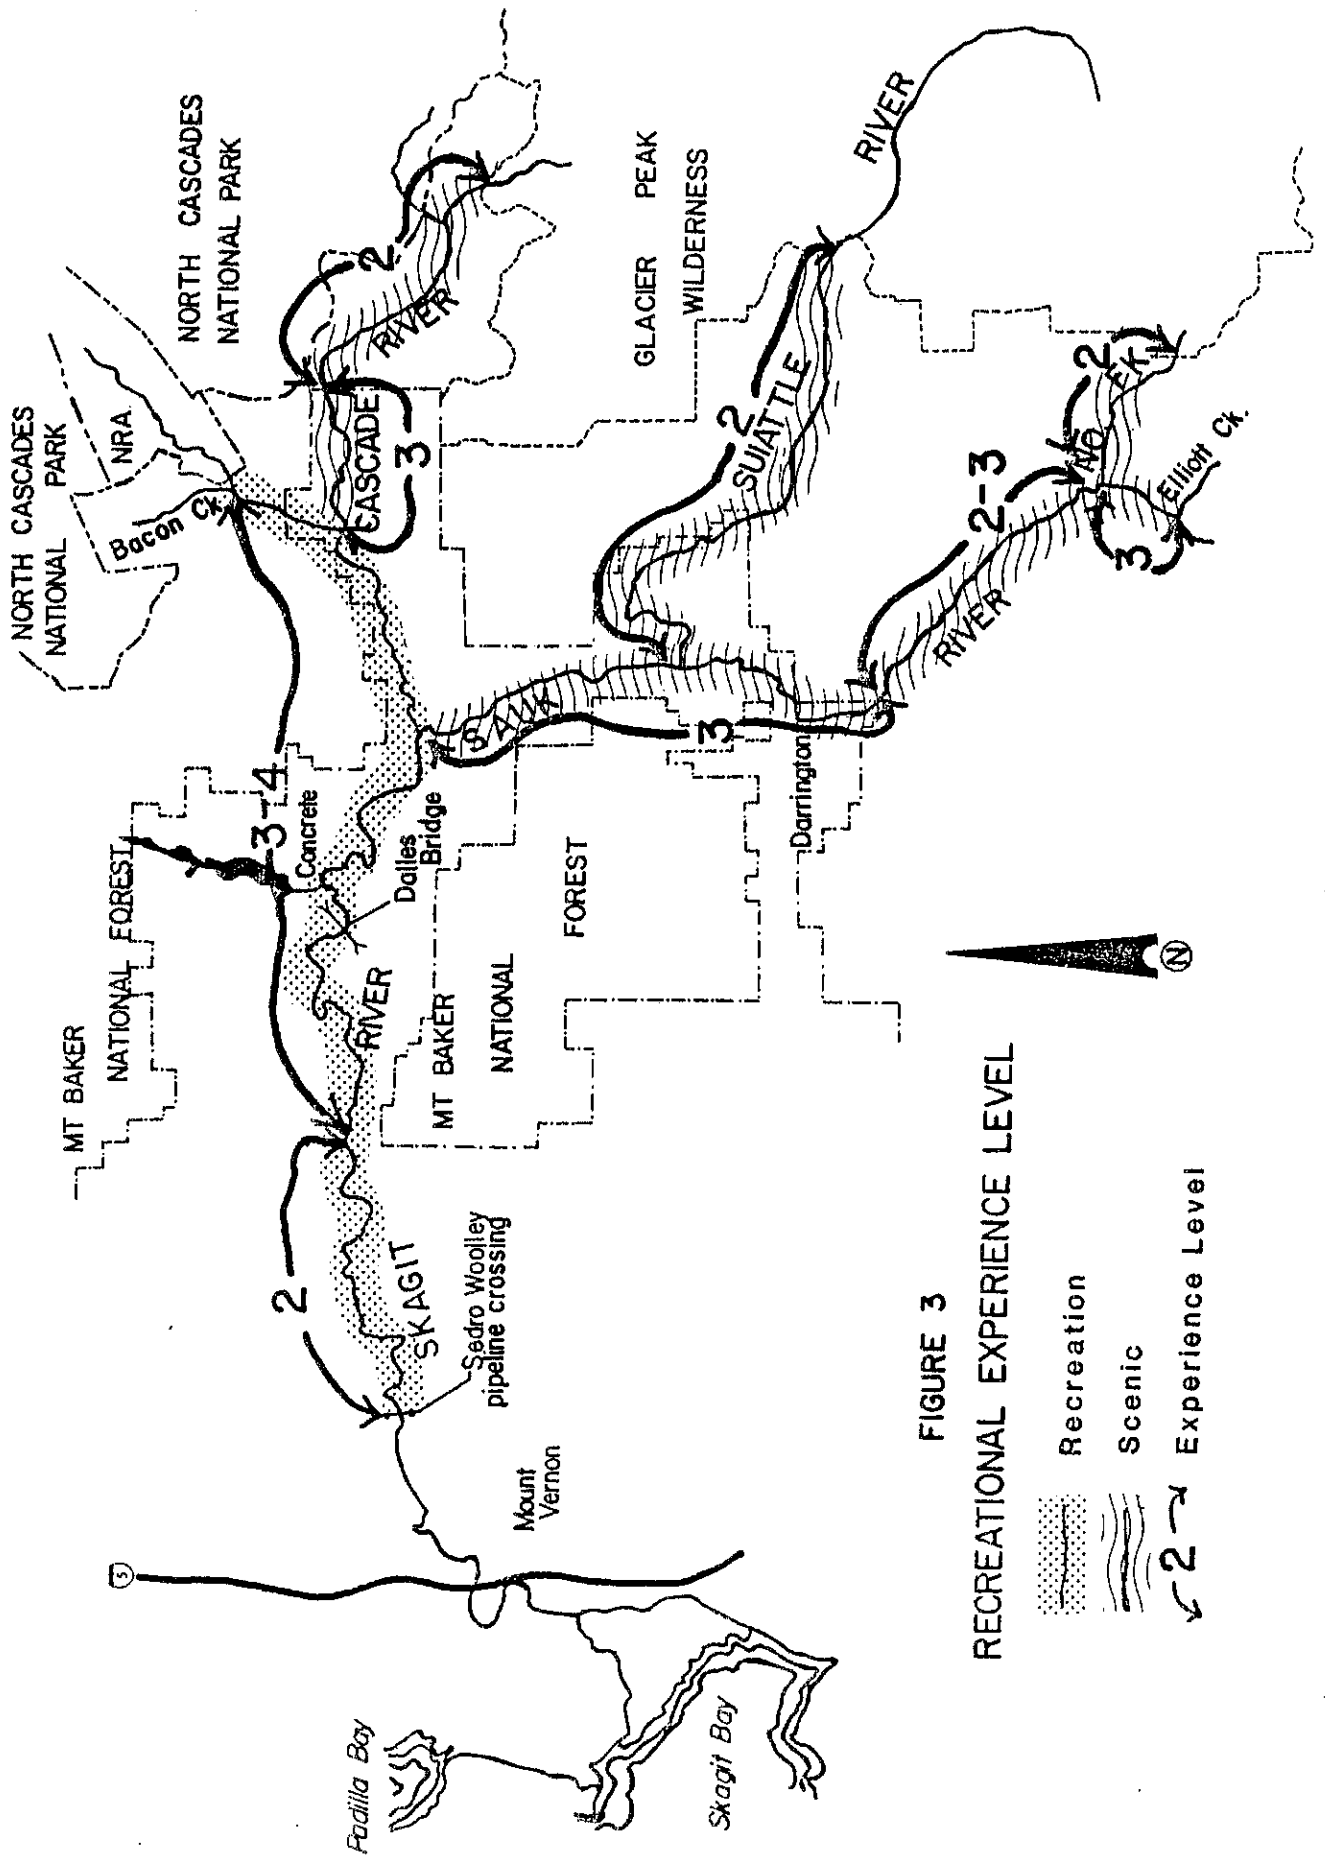 NORTH CASCADES
NATIONAL PARK
NRA
Bacon Ck.
NORTH CASCADES
NATIONAL PARK
MT BAKER
NATIONAL FOREST
5
3-4
2
Concrete
CASCADE
RIVER
2
3
Dalles
Bridge
SKAGIT
RIVER
Sedro Woolley
pipeline crossing
Mount
Vernon
Padilla Bay
Skagit Bay
MT BAKER
NATIONAL
FOREST
SAUK
3
Darrington
GLACIER PEAK
WILDERNESS
2
SUIATTLE
RIVER
2-3
RIVER
NO
FK
2
3
Elliott Ck.
N
FIGURE 3
RECREATIONAL EXPERIENCE LEVEL
Recreation
Scenic
2 Experience Level